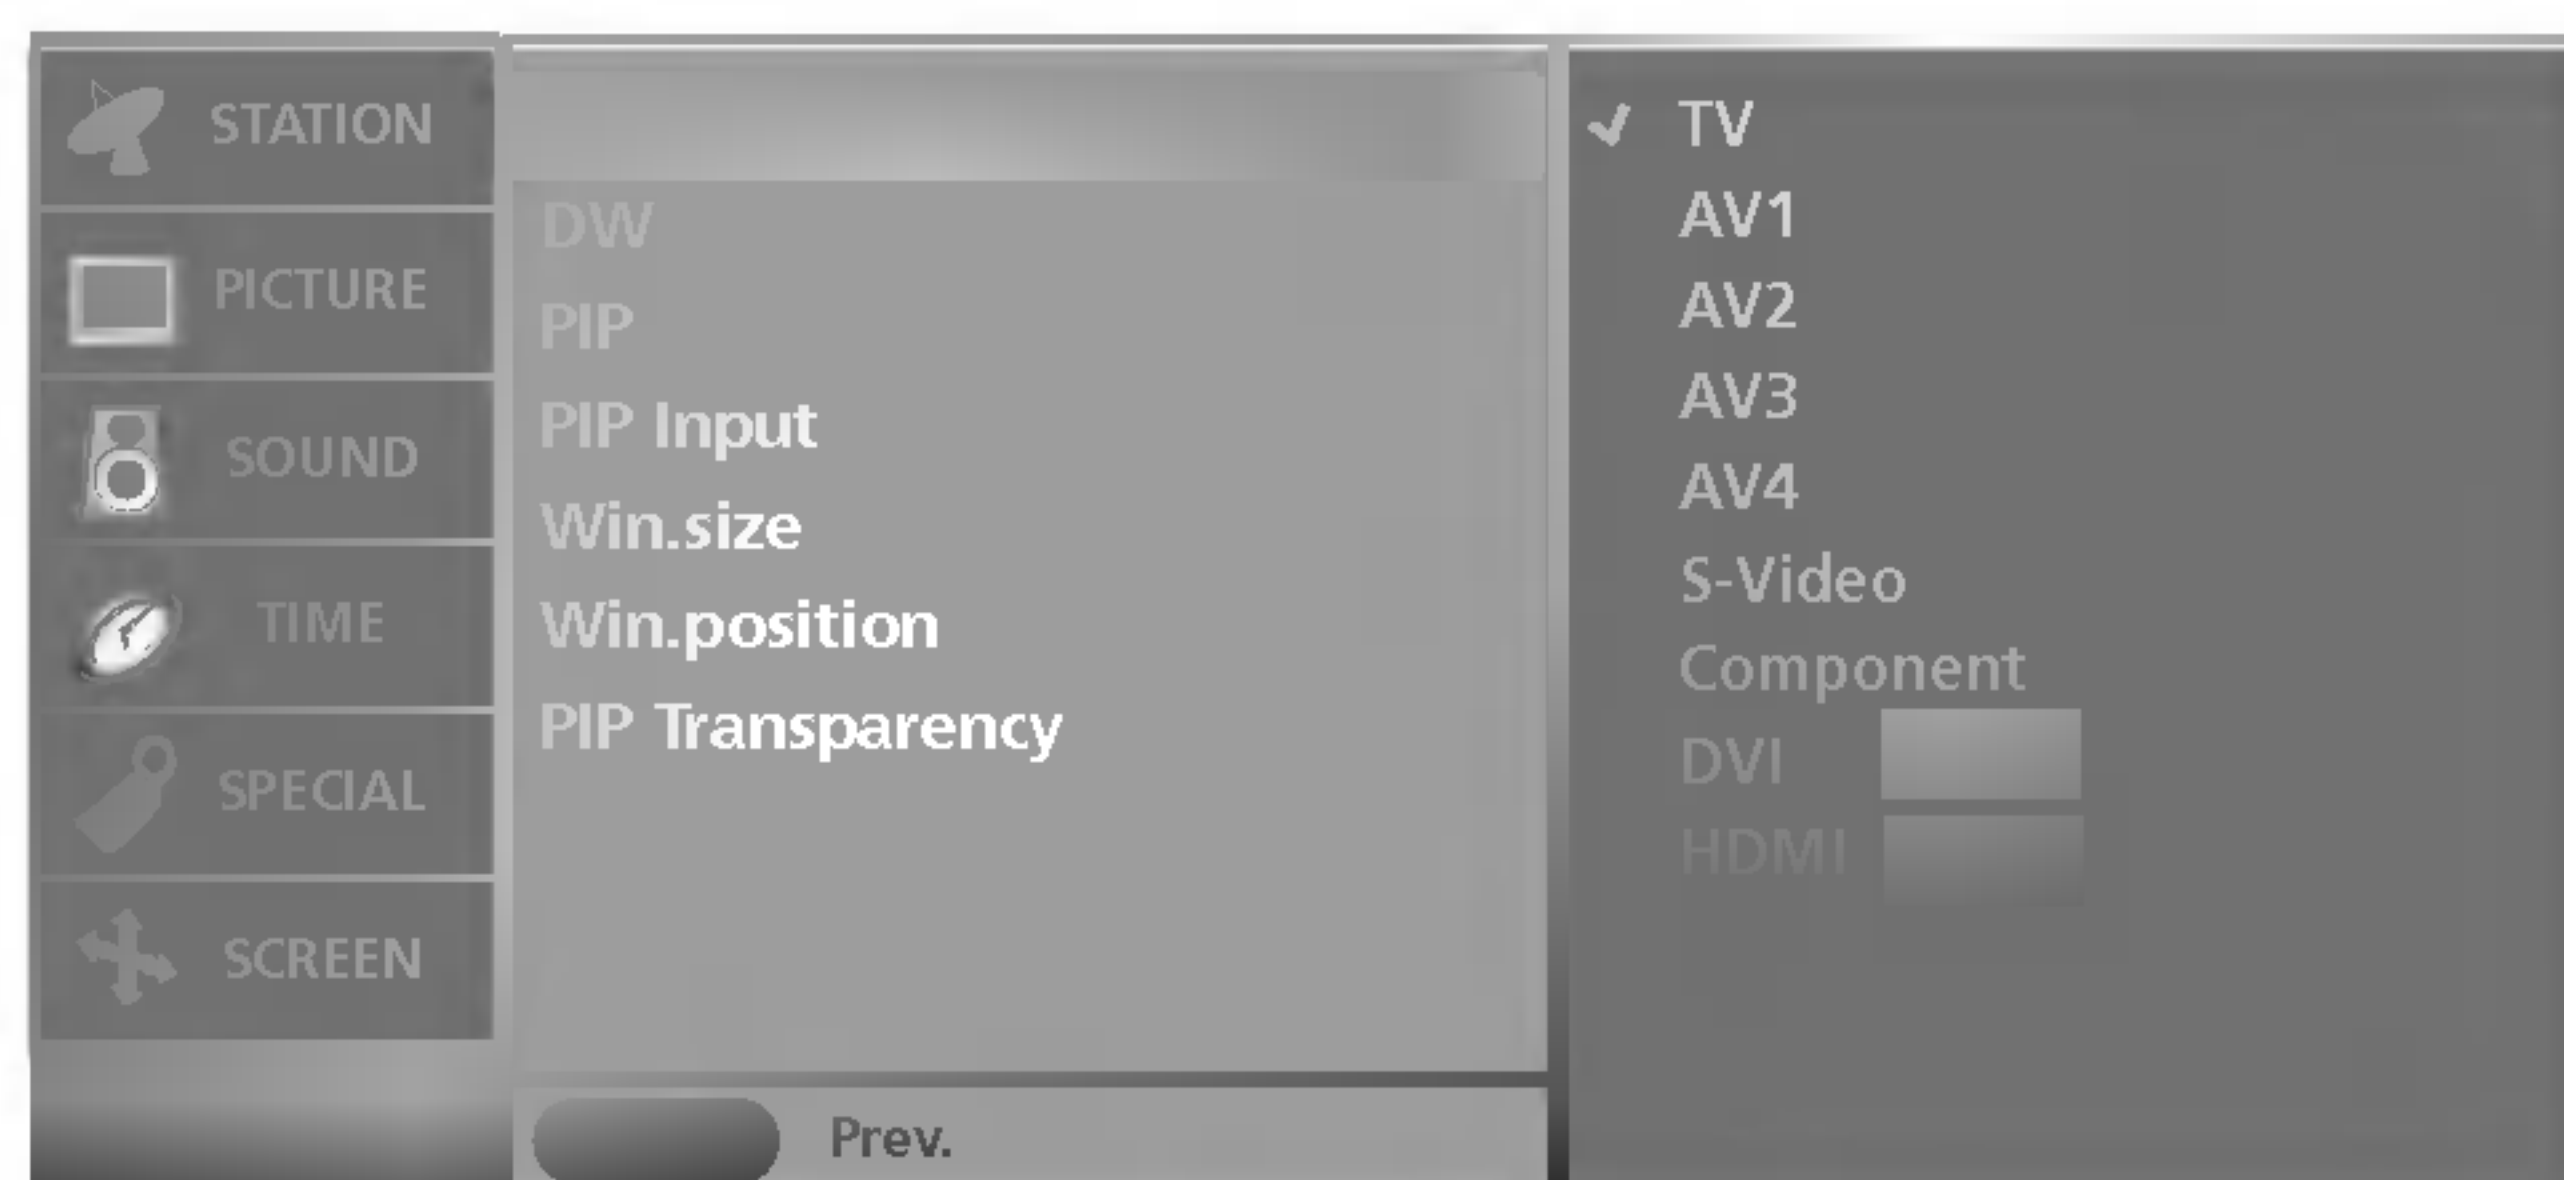 STATION
PICTURE
SOUND
TIME
SPECIAL
SCREEN
DW
PIP
PIP Input
Win.size
Win.position
PIP Transparency
Prev.
TV
AV1
AV2
AV3
AV4
S-Video
Component
DVI
HDMI